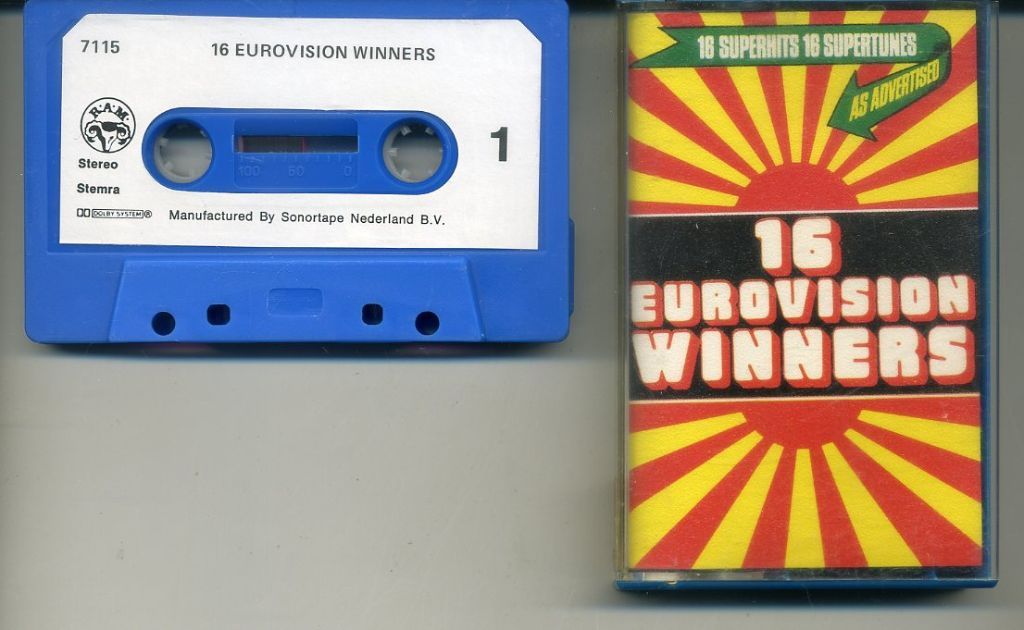 7115
16 EUROVISION WINNERS
R.A.M.
Stereo
Stemra
DOLBY SYSTEM ®
Manufactured By Sonortape Nederland B.V.
1
100 50 0
16 SUPERHITS 16 SUPERTUNES
AS ADVERTISED
16
EUROVISION
WINNERS